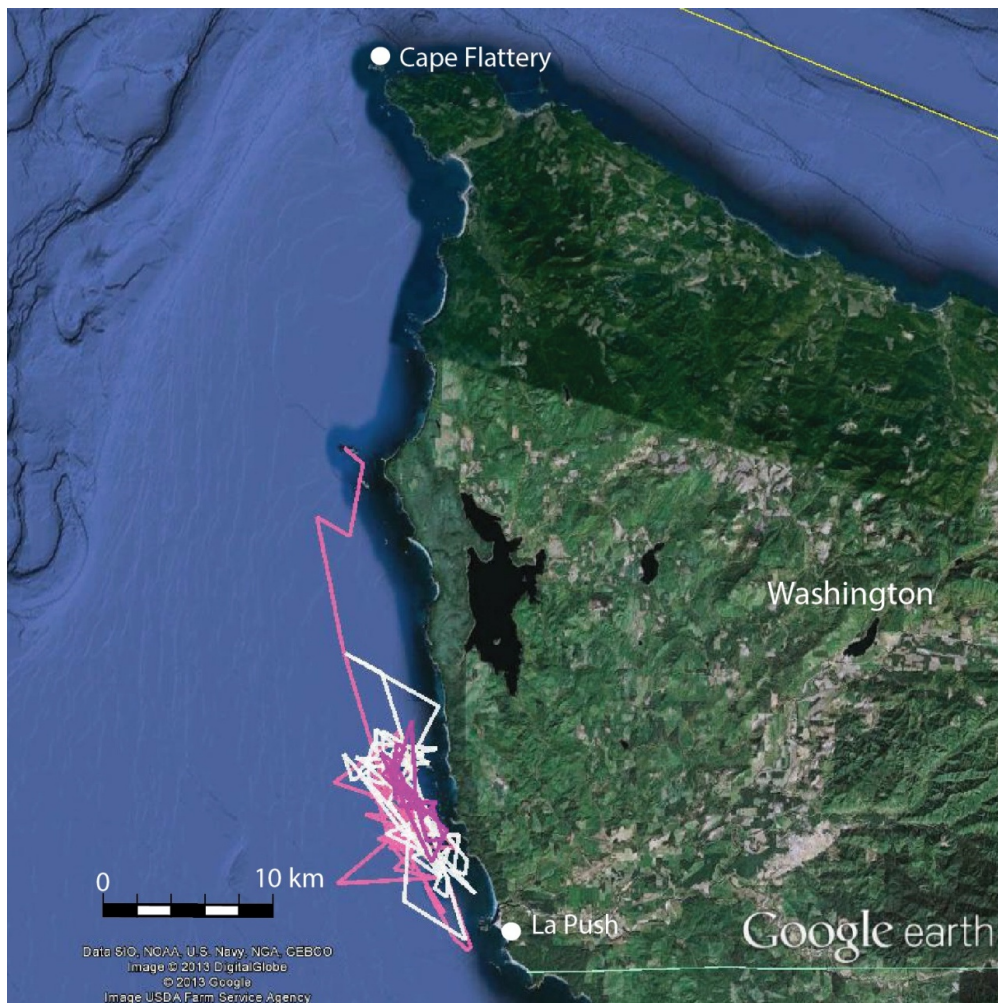 Cape Flattery
Washington
0 10 km
La Push
Google earth
Data SIO, NOAA, U.S. Navy, NGA, GEBCO
Image © 2013 DigitalGlobe
© 2013 Google
Image USDA Farm Service Agency